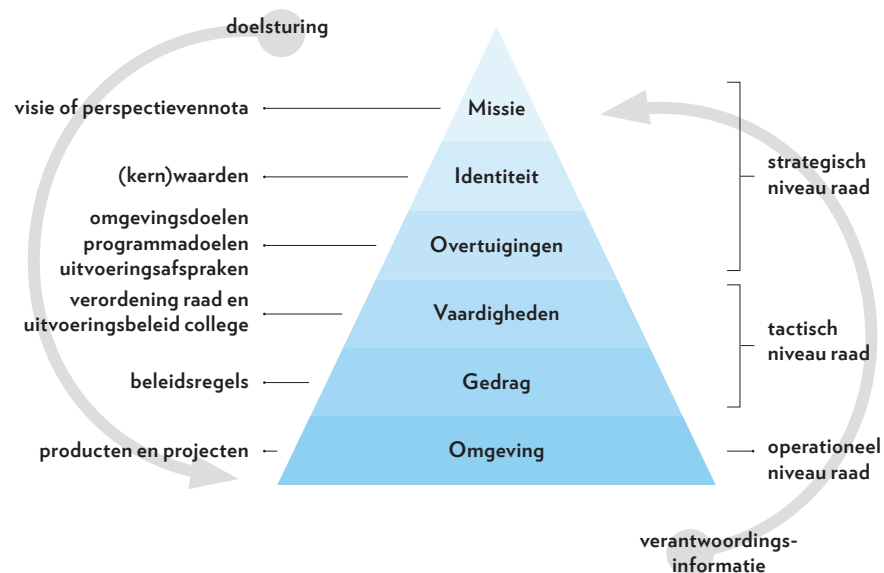 doelsturing
visie of perspectievennota
Missie
(kern)waarden
Identiteit
strategisch
niveau raad
omgevingsdoelen
programmadoelen
uitvoeringsafspraken
Overtuigingen
verordening raad en
uitvoeringsbeleid college
Vaardigheden
tactisch
niveau raad
beleidsregels
Gedrag
producten en projecten
Omgeving
operationeel
niveau raad
verantwoordings-
informatie